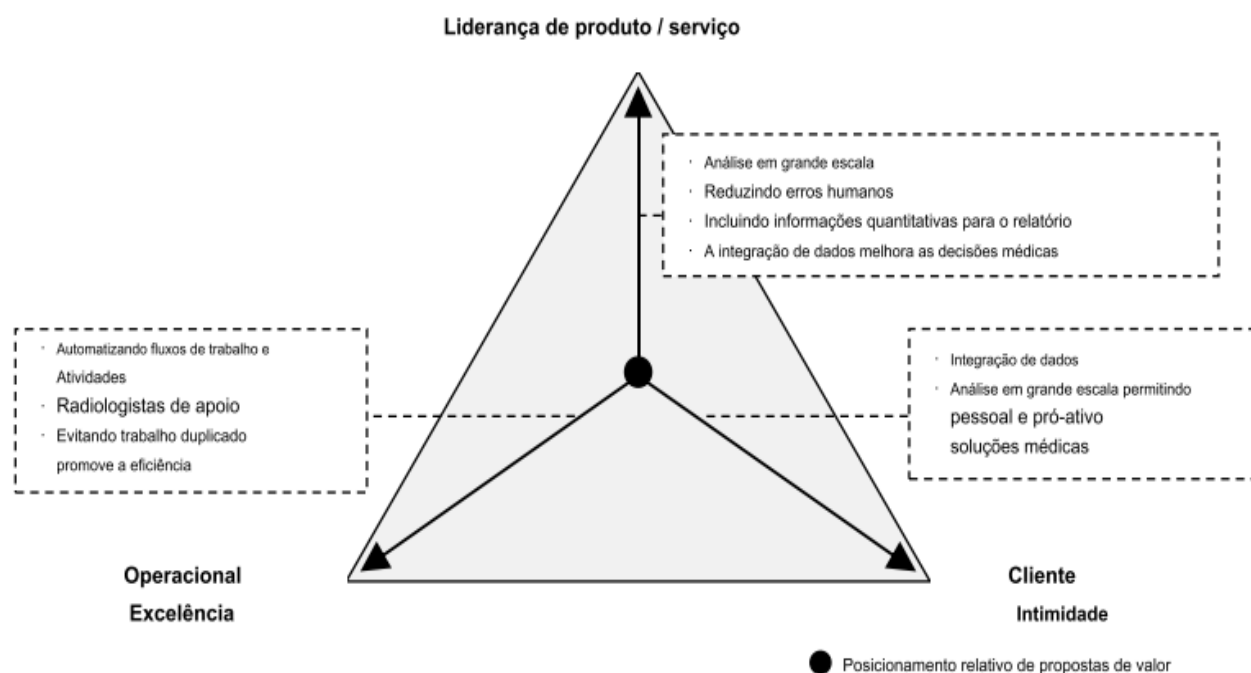 Liderança de produto / serviço
· Análise em grande escala
· Reduzindo erros humanos
· Incluindo informações quantitativas para o relatório
· A integração de dados melhora as decisões médicas
· Automatizando fluxos de trabalho e
Atividades
· Radiologistas de apoio
· Evitando trabalho duplicado
promove a eficiência
· Integração de dados
· Análise em grande escala permitindo
pessoal e pró-ativo
soluções médicas
Operacional
Excelência
Cliente
Intimidade
Posicionamento relativo de propostas de valor